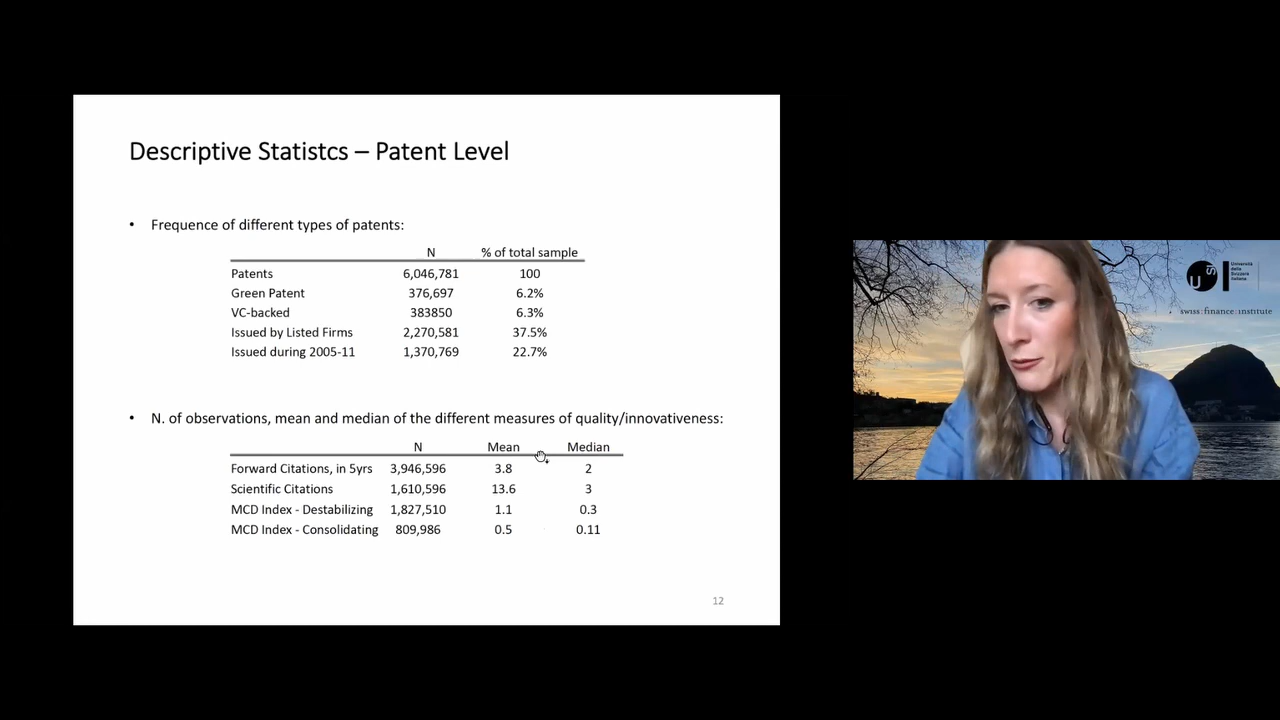 Descriptive Statistcs – Patent Level
• Frequence of different types of patents:
N % of total sample
Patents 6,046,781 100
Green Patent 376,697 6.2%
VC-backed 383850 6.3%
Issued by Listed Firms 2,270,581 37.5%
Issued during 2005-11 1,370,769 22.7%
• N. of observations, mean and median of the different measures of quality/innovativeness:
N Mean Median
Forward Citations, in 5yrs 3,946,596 3.8 2
Scientific Citations 1,610,596 13.6 3
MCD Index - Destabilizing 1,827,510 1.1 0.3
MCD Index - Consolidating 809,986 0.5 0.11
12
U S I
Università
della
Svizzera
italiana
swiss:finance:institute